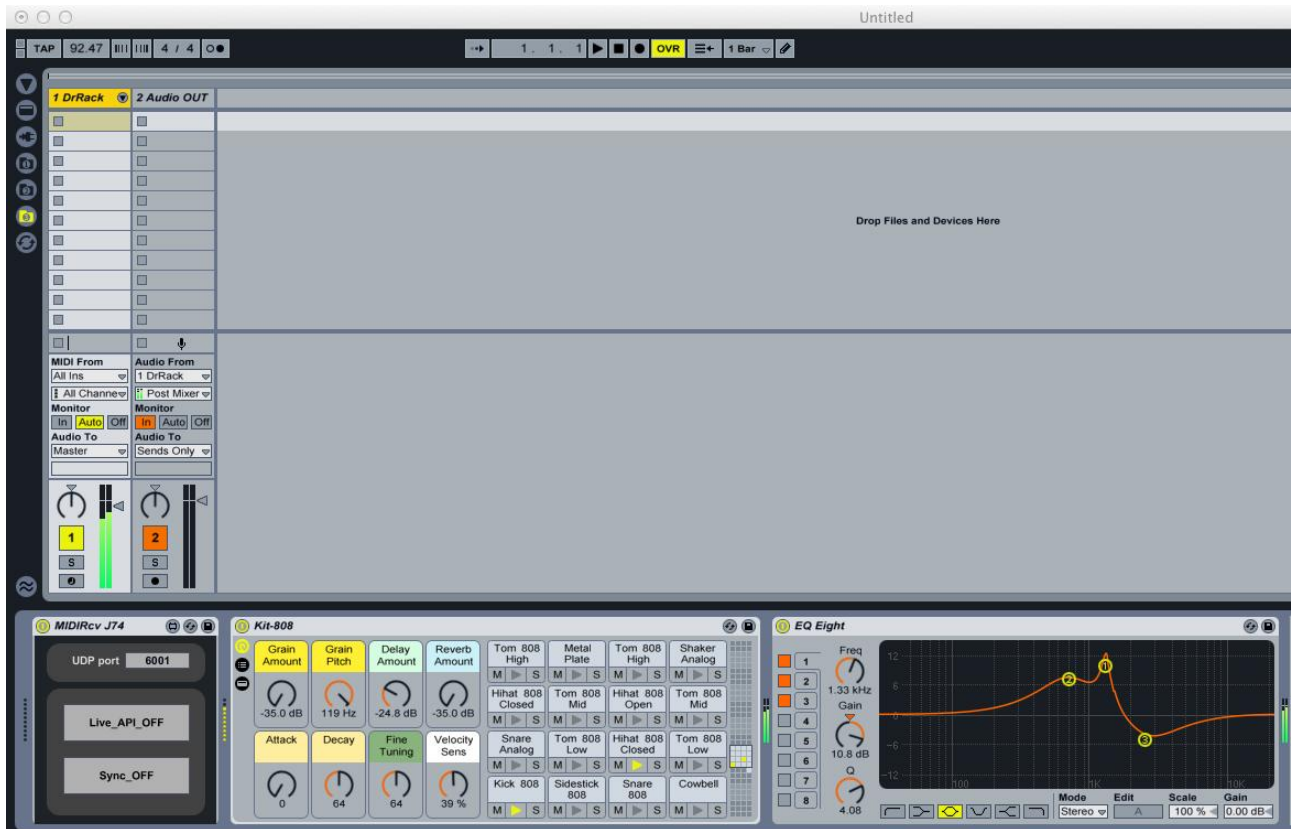 Untitled
TAP 92.47 4 / 4 1. 1. 1 OVR 1 Bar
1 DrRack 2 Audio OUT
Drop Files and Devices Here
MIDI From Audio From
All Ins 1 DrRack
All Channe Post Mixer
Monitor Monitor
In Auto Off In Auto Off
Audio To Audio To
Master Sends Only
1 2
S S
MIDIRcv J74
UDP port 6001
Live_API_OFF
Sync_OFF
Kit-808
Grain Amount
Grain Pitch
Delay Amount
Reverb Amount
-35.0 dB 119 Hz -24.8 dB -35.0 dB
Attack
Decay
Fine Tuning
Velocity Sens
0 64 64 39 %
Tom 808 High
Metal Plate
Tom 808 High
Shaker Analog
M S M S M S M S
Hihat 808 Closed
Tom 808 Mid
Hihat 808 Open
Tom 808 Mid
M S M S M S M S
Snare Analog
Tom 808 Low
Hihat 808 Closed
Tom 808 Low
M S M S M S M S
Kick 808
Sidestick 808
Snare 808
Cowbell
M S M S M S M S
EQ Eight
1
2
3
4
5
6
7
8
Freq
1.33 kHz
Gain
10.8 dB
Q
4.08
12
6
0
-6
-12
100 1K 10K
1
2
3
Mode Edit Scale Gain
Stereo A 100 % 0.00 dB